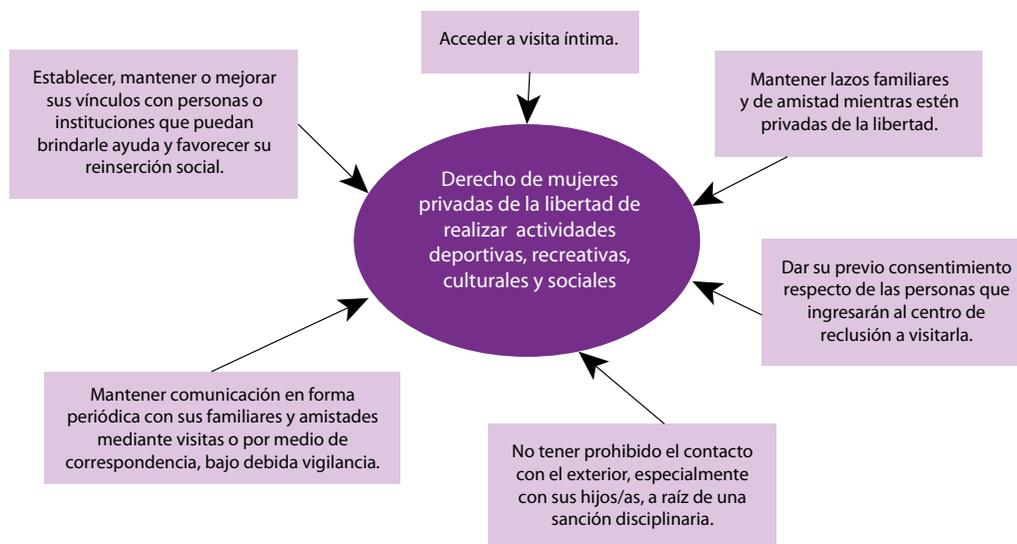 Acceder a visita íntima.
Establecer, mantener o mejorar
sus vínculos con personas o
instituciones que puedan
brindarle ayuda y favorecer su
reinserción social.
Mantener lazos familiares
y de amistad mientras estén
privadas de la libertad.
Derecho de mujeres
privadas de la libertad de
realizar actividades
deportivas, recreativas,
culturales y sociales
Dar su previo consentimiento
respecto de las personas que
ingresarán al centro de
reclusión a visitarla.
Mantener comunicación en forma
periódica con sus familiares y amistades
mediante visitas o por medio de
correspondencia, bajo debida vigilancia.
No tener prohibido el contacto
con el exterior, especialmente
con sus hijos/as, a raíz de una
sanción disciplinaria.